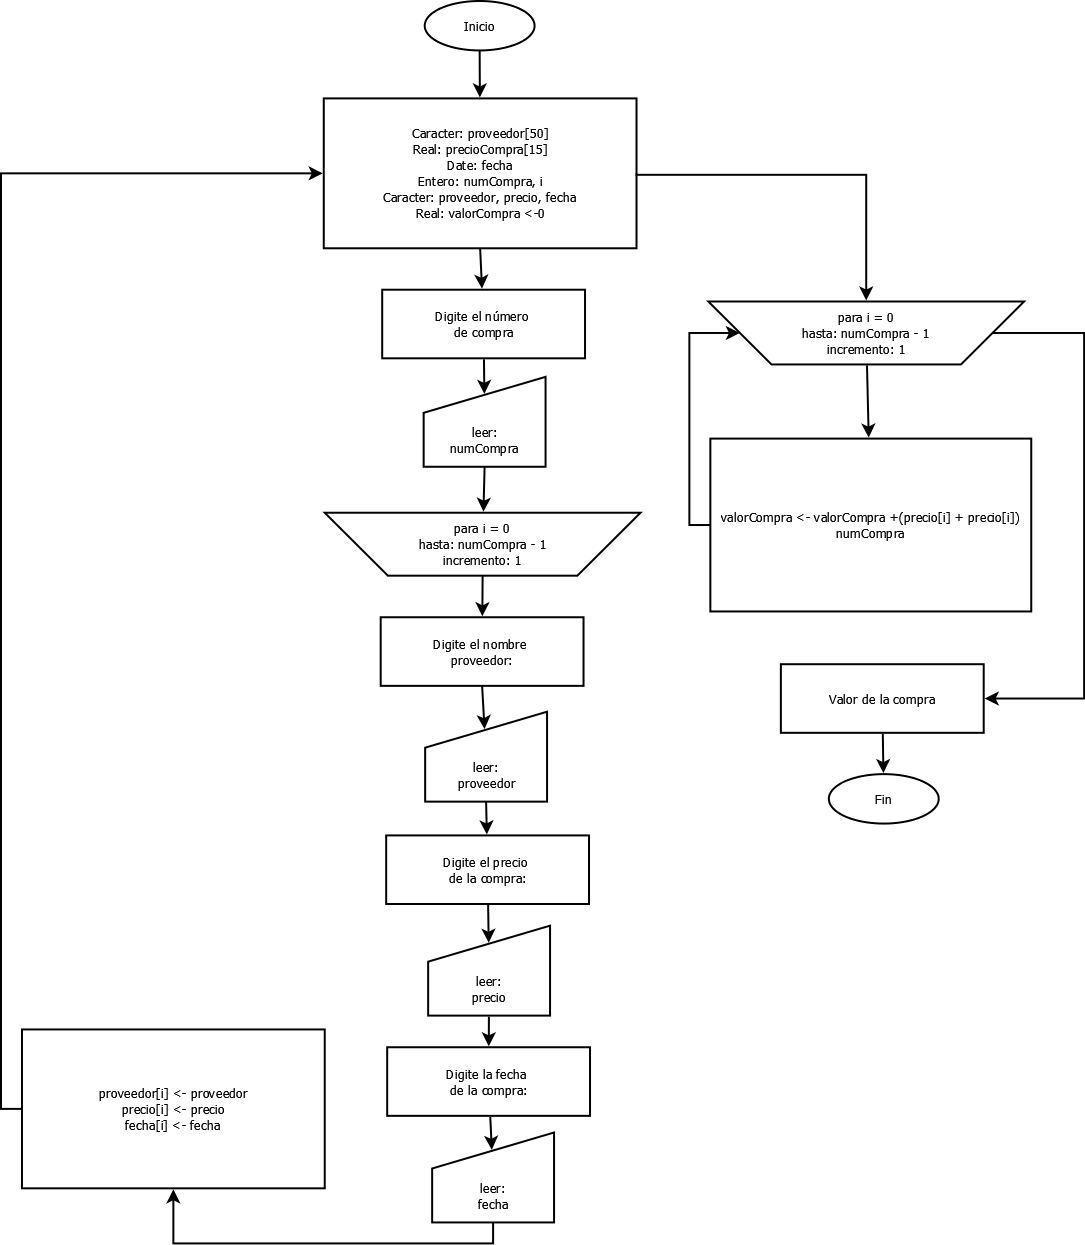 Inicio
Caracter: proveedor[50]
Real: precioCompra[15]
Date: fecha
Entero: numCompra, i
Caracter: proveedor, precio, fecha
Real: valorCompra <-0
Digite el número
de compra
leer:
numCompra
para i = 0
hasta: numCompra - 1
incremento: 1
Digite el nombre
proveedor:
leer:
proveedor
Digite el precio
de la compra:
leer:
precio
Digite la fecha
de la compra:
leer:
fecha
proveedor[i] <- proveedor
precio[i] <- precio
fecha[i] <- fecha
para i = 0
hasta: numCompra - 1
incremento: 1
valorCompra <- valorCompra +(precio[i] + precio[i])
numCompra
Valor de la compra
Fin